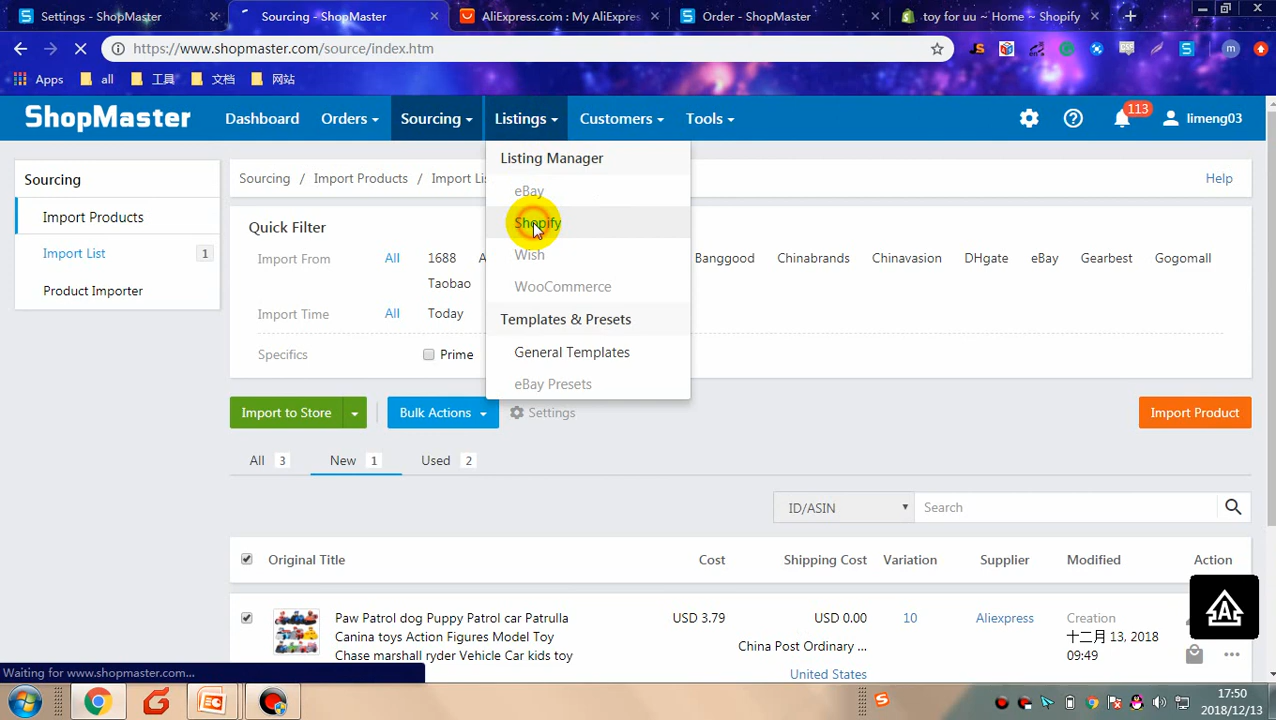 Settings - ShopMaster
Sourcing - ShopMaster
AliExpress.com : My AliExpre
Order - ShopMaster
toy for uu ~ Home ~ Shopify
https://www.shopmaster.com/source/index.htm
Apps
all
工具
文档
网站
ShopMaster
Dashboard
Orders
Sourcing
Listings
Customers
Tools
113
limeng03
Sourcing
Import Products
Import List
1
Product Importer
Sourcing / Import Products / Import Lis
Help
Listing Manager
eBay
Shopify
Wish
WooCommerce
Templates & Presets
General Templates
eBay Presets
Quick Filter
Import From
All
1688
A
Banggood
Chinabrands
Chinavasion
DHgate
eBay
Gearbest
Gogomall
Taobao
Import Time
All
Today
Specifics
Prime
Import to Store
Bulk Actions
Settings
Import Product
All 3
New 1
Used 2
ID/ASIN
Search
Original Title
Cost
Shipping Cost
Variation
Supplier
Modified
Action
Paw Patrol dog Puppy Patrol car Patrulla
Canina toys Action Figures Model Toy
Chase marshall ryder Vehicle Car kids toy
USD 3.79
USD 0.00
China Post Ordinary ...
United States
10
Aliexpress
Creation
十二月 13, 2018
09:49
Waiting for www.shopmaster.com...
17:50
2018/12/13